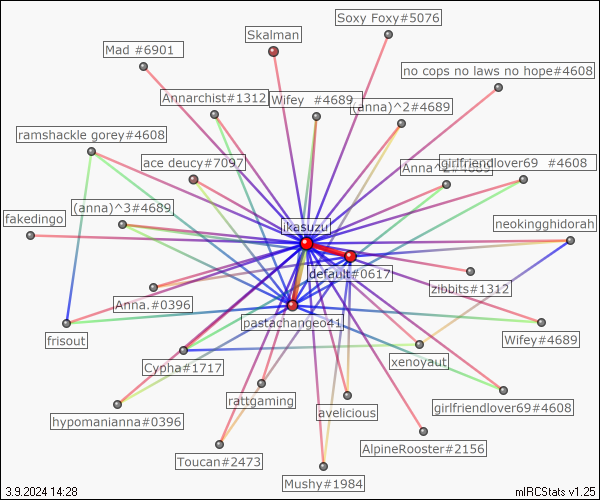 Soxy Foxy#5076
Skalman
Mad #6901
no cops no laws no hope#4608
Annarchist#1312
Wifey #4689
(anna)^2#4689
ramshackle gorey#4608
ace deucy#7097
Anna^2#4689
girlfriendlover69 #4608
(anna)^3#4689
fakedingo
ikasuzu
neokingghidorah
default#0617
zibbits#1312
Anna.#0396
pastachange041
frisout
Wifey#4689
Cypha#1717
xenoyaut
rattgaming
girlfriendlover69#4608
avelicious
hypomanianna#0396
AlpineRooster#2156
Toucan#2473
Mushy#1984
3.9.2024 14:28
mIRCStats v1.25